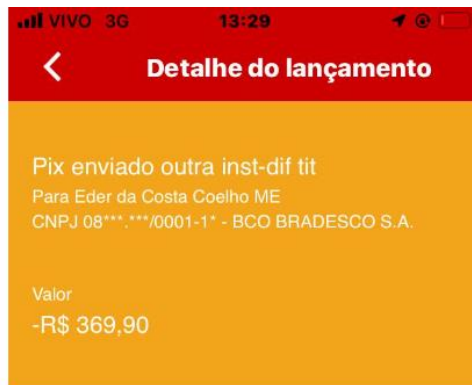 VIVO 3G 13:29
Detalhe do lançamento
Pix enviado outra inst-dif tit
Para Eder da Costa Coelho ME
CNPJ 08***.***/0001-1* - BCO BRADESCO S.A.
Valor
-R$ 369,90